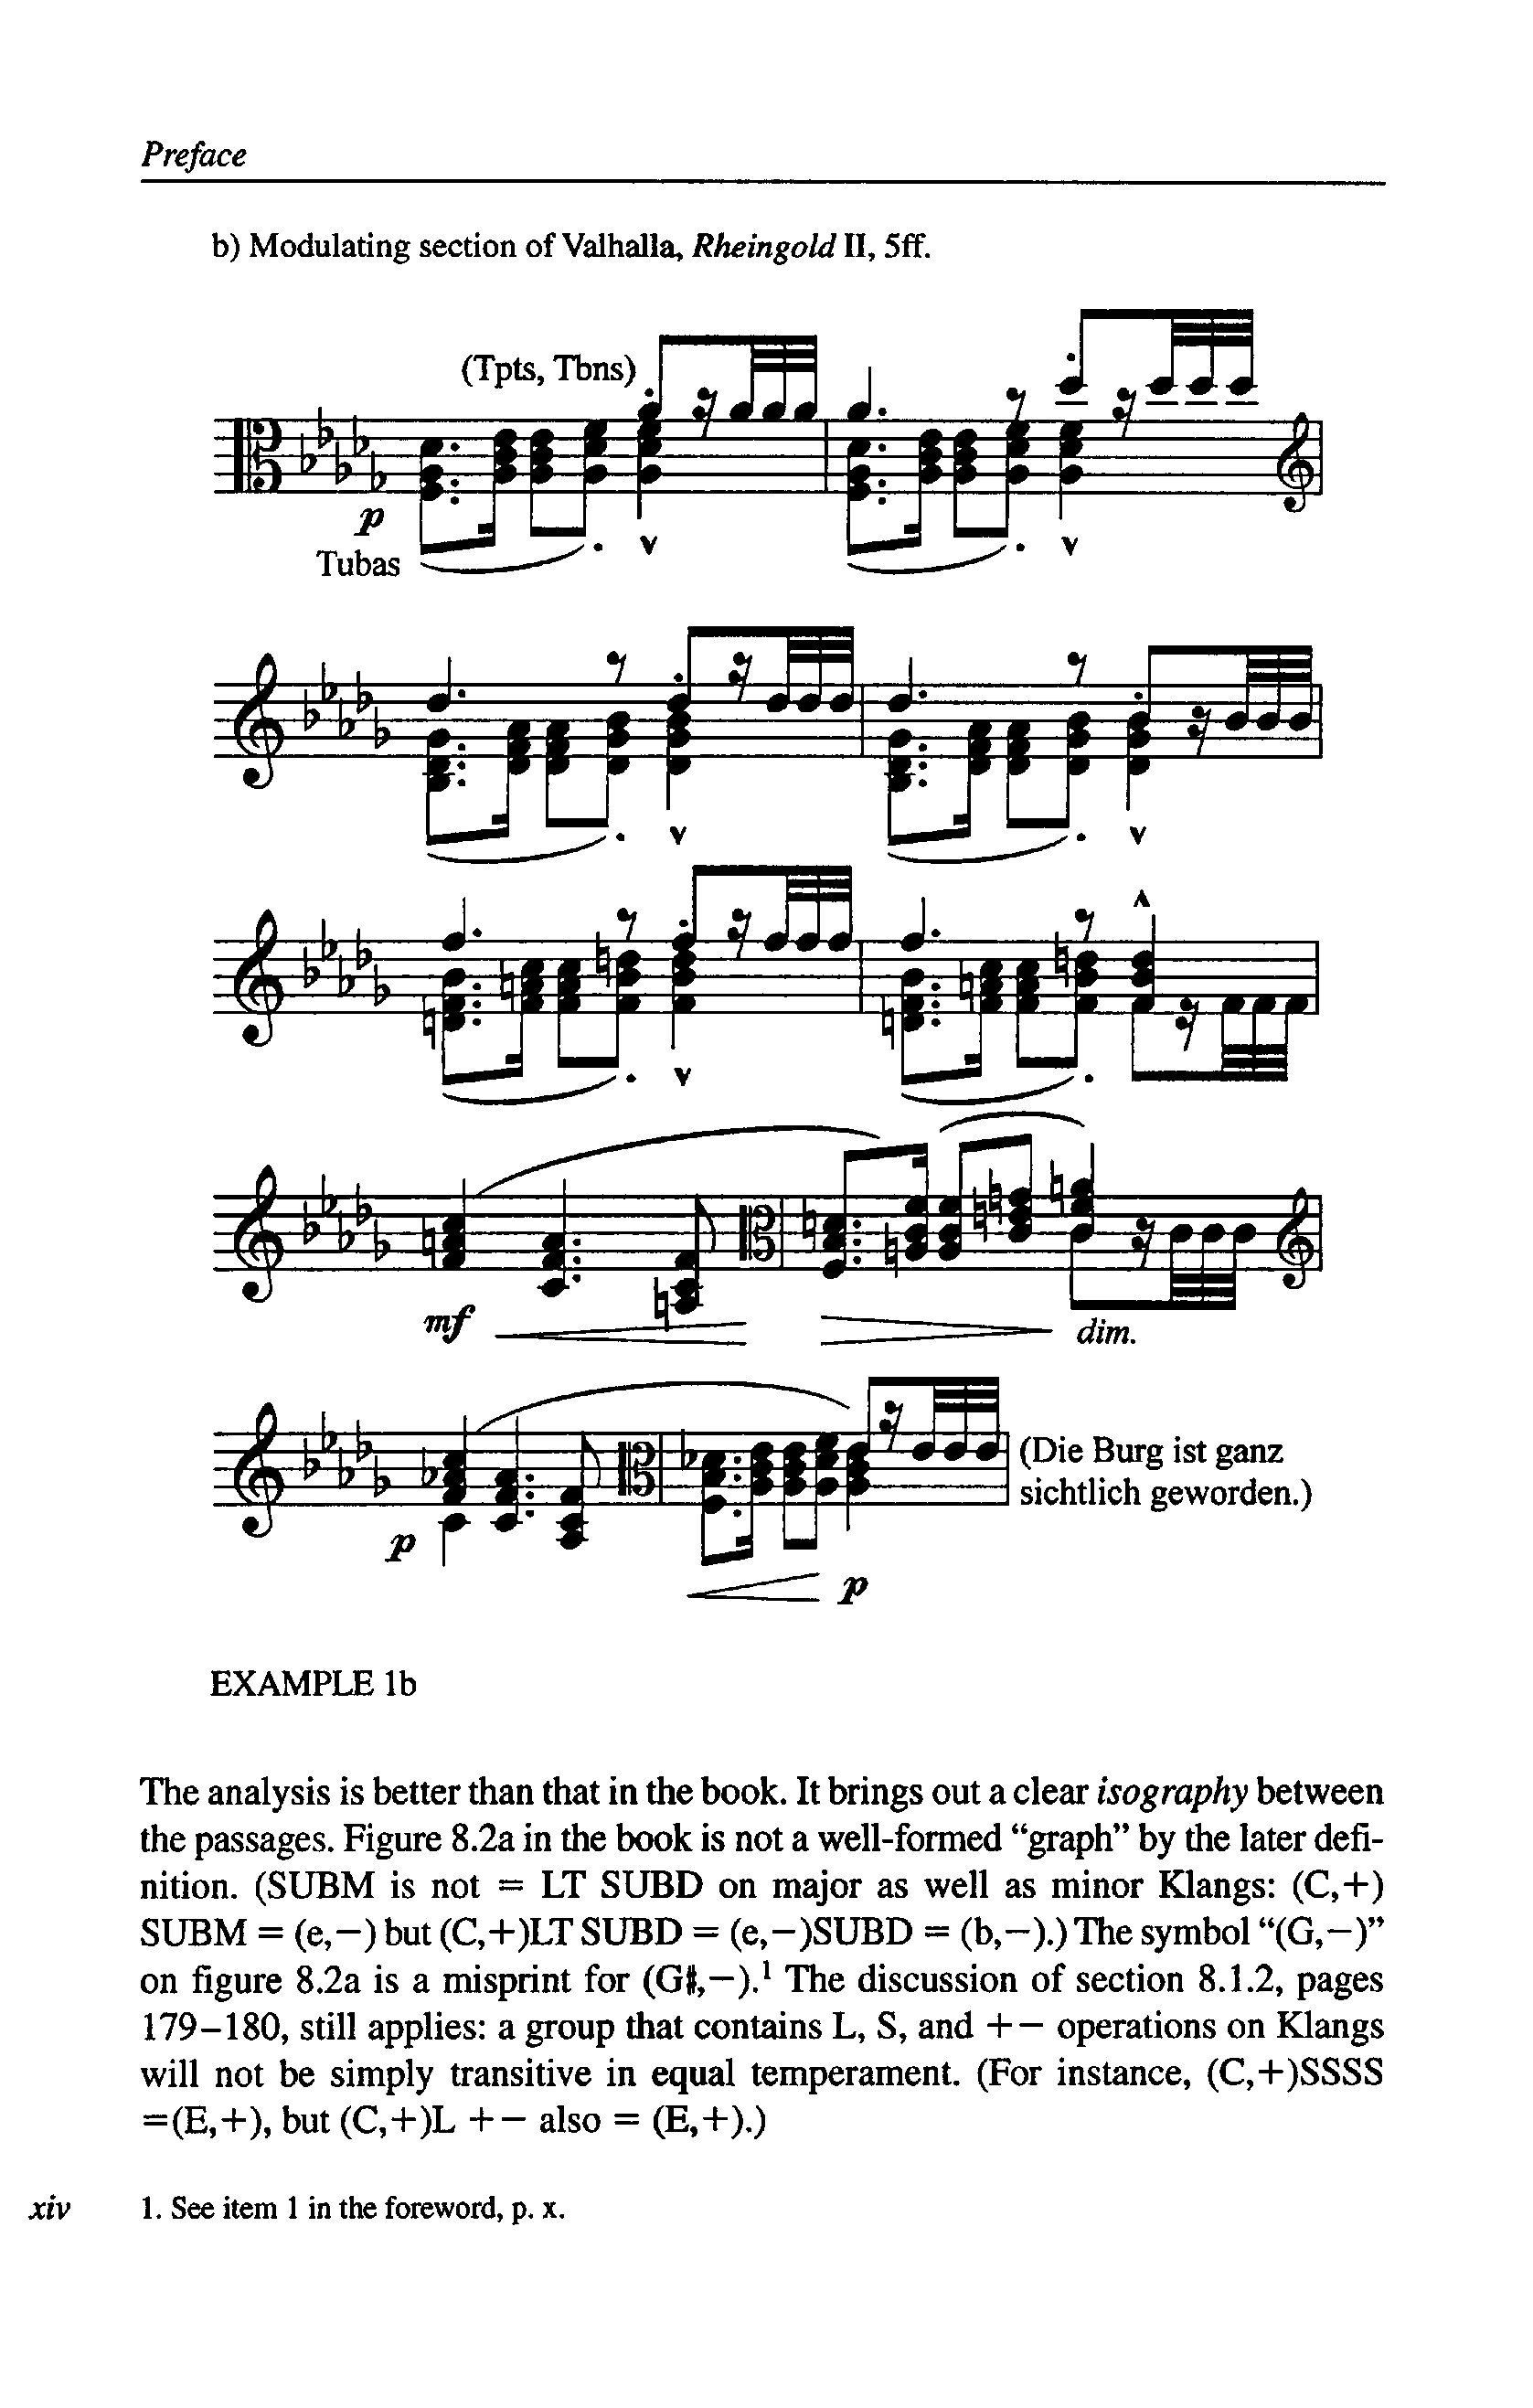 Preface
b) Modulating section of Valhalla, Rheingold II, 5ff.
(Tpts, Tbns)
p
Tubas
mf
dim.
(Die Burg ist ganz
sichtlich geworden.)
p
p
EXAMPLE 1b
The analysis is better than that in the book. It brings out a clear isography between
the passages. Figure 8.2a in the book is not a well-formed “graph” by the later defi-
nition. (SUBM is not = LT SUBD on major as well as minor Klangs: (C,+)
SUBM = (e,−) but (C,+)LT SUBD = (e,−)SUBD = (b,−).) The symbol “(G,−)”
on figure 8.2a is a misprint for (G♯,−).¹ The discussion of section 8.1.2, pages
179–180, still applies: a group that contains L, S, and +− operations on Klangs
will not be simply transitive in equal temperament. (For instance, (C,+)SSSS
=(E,+), but (C,+)L +− also = (E,+).)
xiv 1. See item 1 in the foreword, p. x.